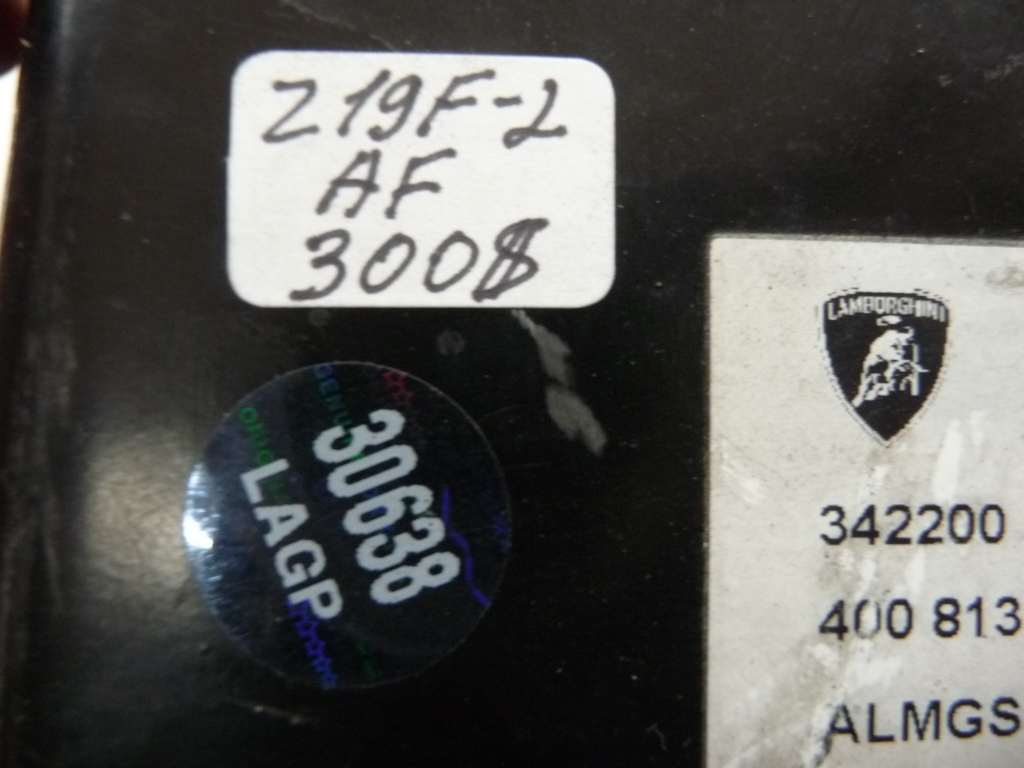 Z19F-2
AF
300$
LAMBORGHINI
30638
LAGP
342200
400 813
ALMGS